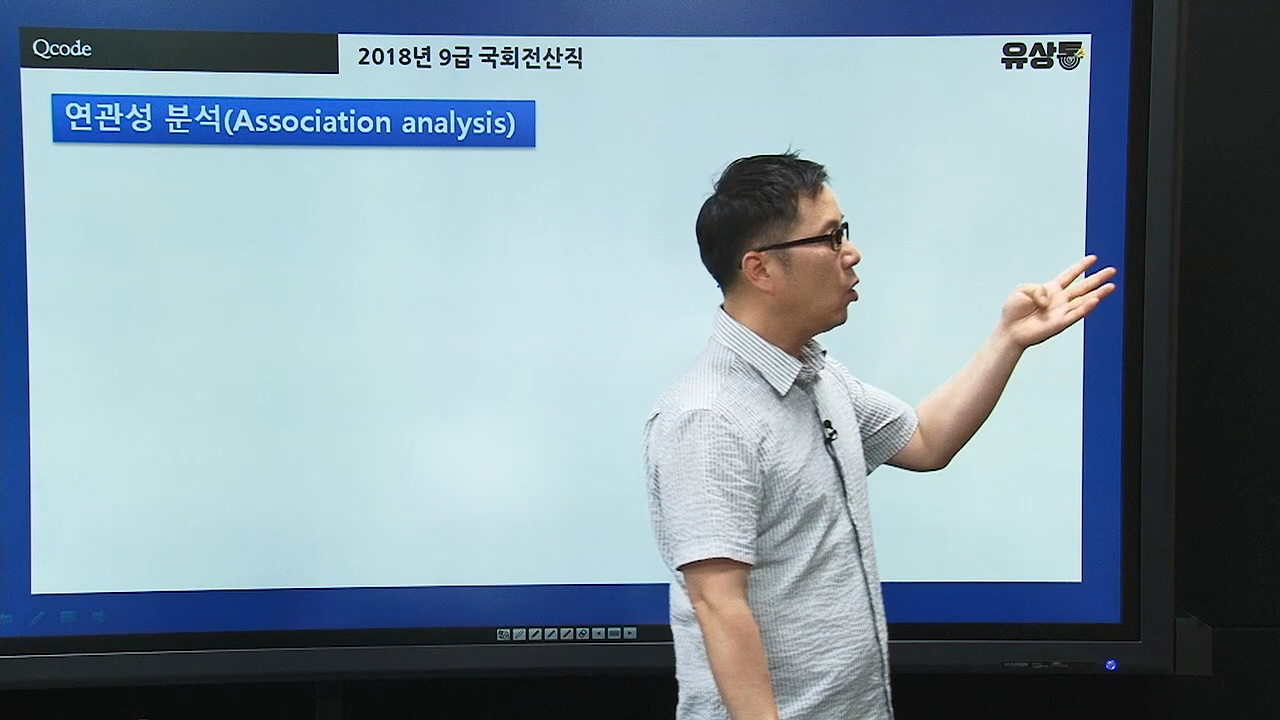 Qcode
2018년 9급 국회전산직
유상통
연관성 분석(Association analysis)